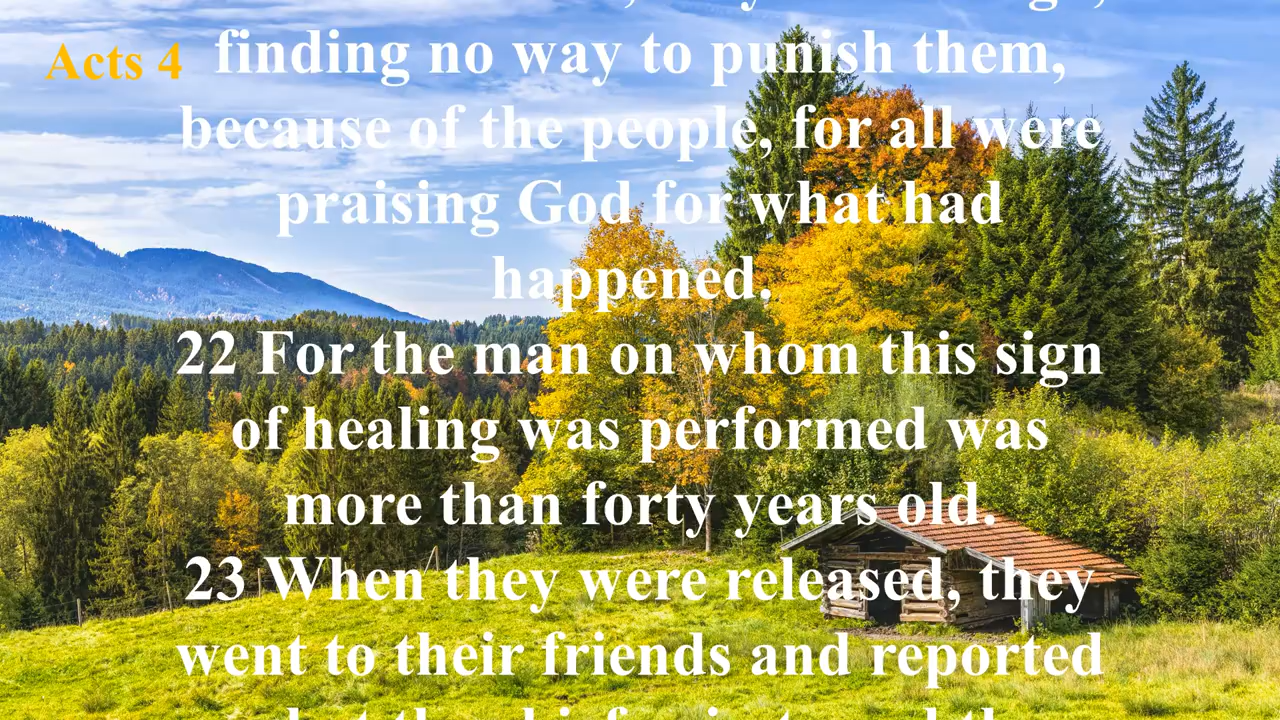 Acts 4
finding no way to punish them,
because of the people, for all were
praising God for what had
happened.
22 For the man on whom this sign
of healing was performed was
more than forty years old.
23 When they were released, they
went to their friends and reported